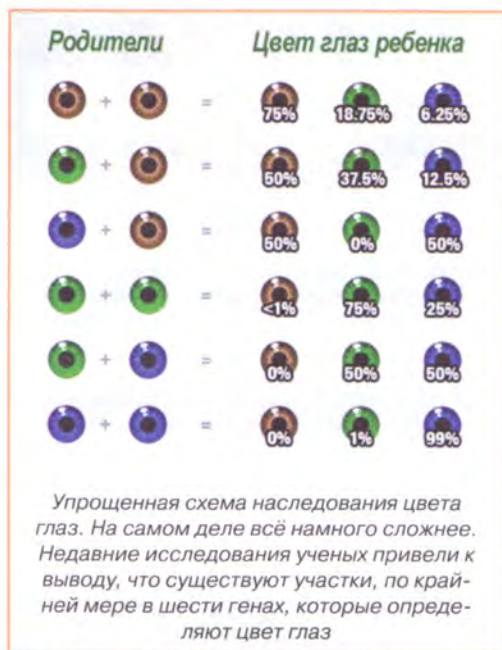 Родители Цвет глаз ребенка
+ = 75% 18.75% 6.25%
+ = 50% 37.5% 12.5%
+ = 50% 0% 50%
+ = <1% 75% 25%
+ = 0% 50% 50%
+ = 0% 1% 99%
Упрощенная схема наследования цвета
глаз. На самом деле всё намного сложнее.
Недавние исследования ученых привели к
выводу, что существуют участки, по край-
ней мере в шести генах, которые опреде-
ляют цвет глаз